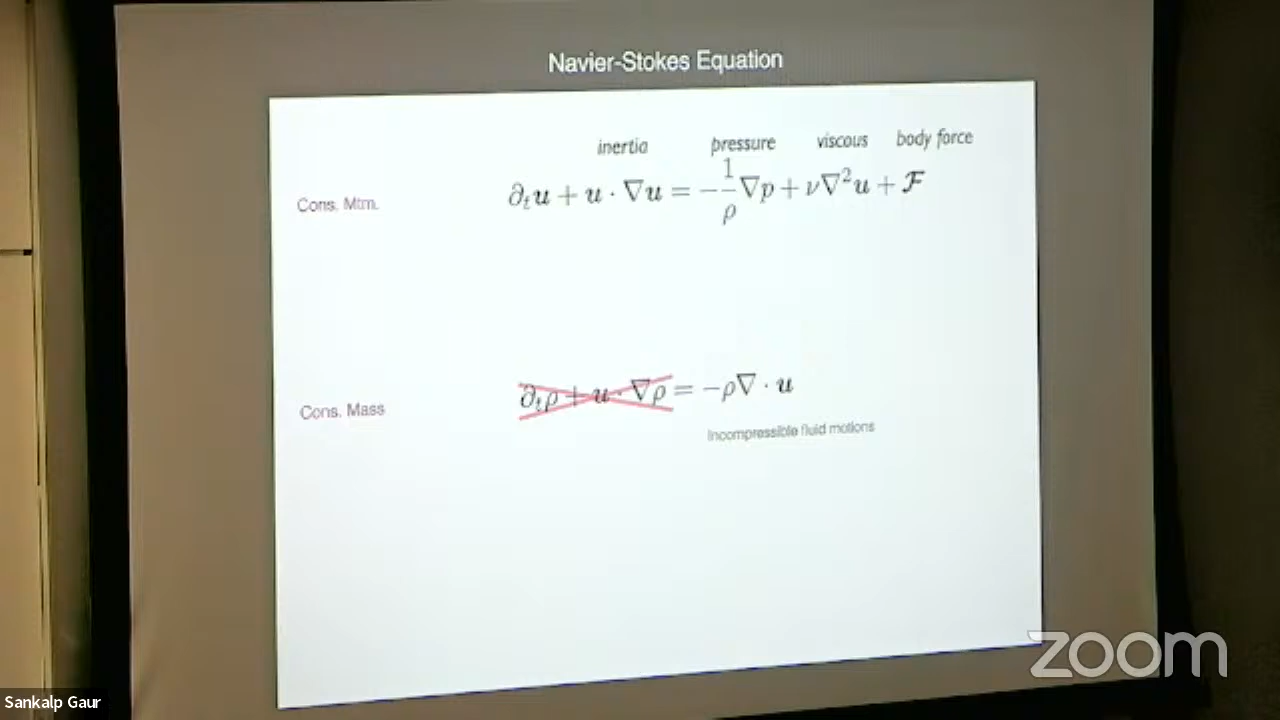 Navier-Stokes Equation
inertia pressure viscous body force
Cons. Mtm. ∂ₜu + u · ∇u = −1/ρ ∇p + ν∇²u + F
Cons. Mass ∂ₜρ + u · ∇ρ = −ρ∇ · u
Incompressible fluid motions
zoom
Sankalp Gaur